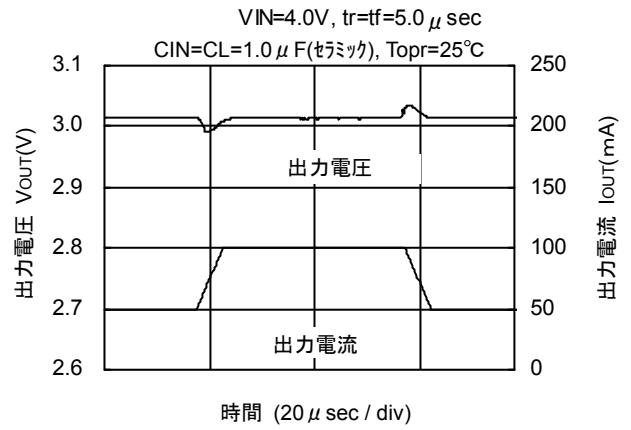 VIN=4.0V, tr=tf=5.0μsec
CIN=CL=1.0μF(ｾﾗﾐｯｸ), Topr=25℃
3.1
3.0
2.9
2.8
2.7
2.6
出力電圧 VOUT(V)
250
200
150
100
50
0
出力電流 IOUT(mA)
出力電圧
出力電流
時間 (20μsec / div)